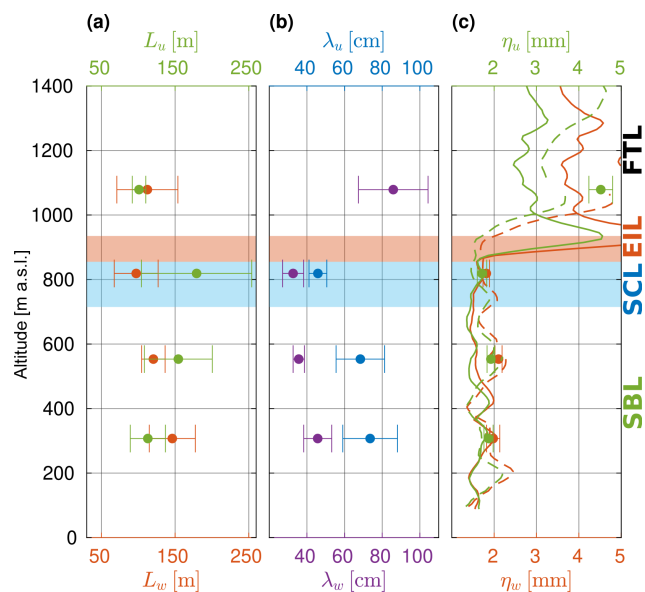 (a) (b) (c)
L_u [m] λ_u [cm] η_u [mm]
50 150 250 40 60 80 100 2 3 4 5
1400
1200
1000
800
600
400
200
0
Altitude [m a.s.l.]
FTL
EIL
SCL
SBL
50 150 250 40 60 80 100 2 3 4 5
L_w [m] λ_w [cm] η_w [mm]